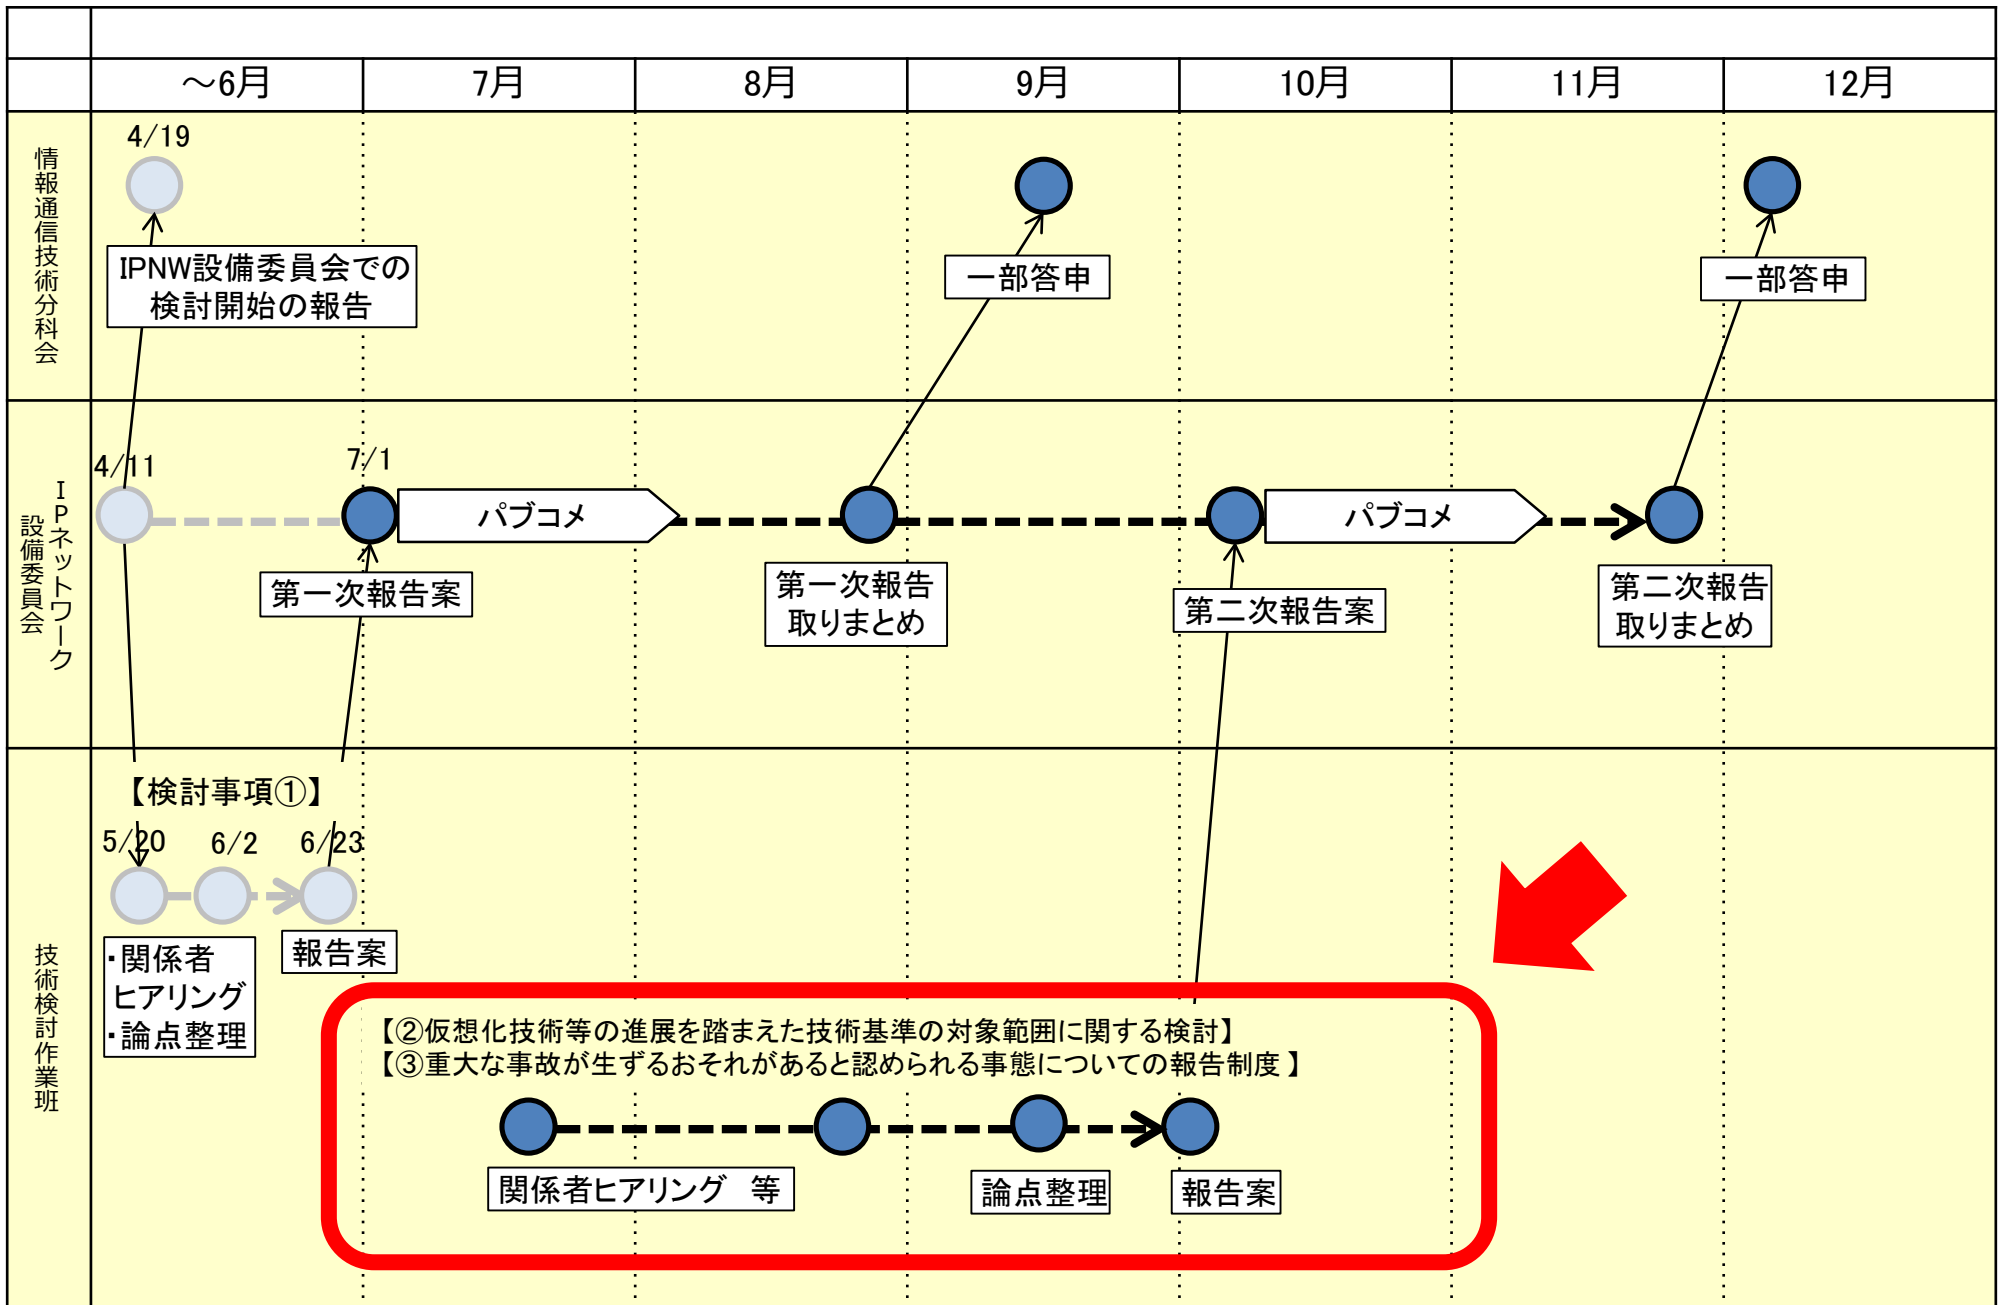 ～6月
7月
8月
9月
10月
11月
12月
情報通信技術分科会
4/19
IPNW設備委員会での
検討開始の報告
一部答申
一部答申
IPネットワーク
設備委員会
4/11
7/1
パブコメ
パブコメ
第一次報告案
第一次報告
取りまとめ
第二次報告案
第二次報告
取りまとめ
技術検討作業班
【検討事項①】
5/20
6/2
6/23
・関係者
ヒアリング
・論点整理
報告案
【②仮想化技術等の進展を踏まえた技術基準の対象範囲に関する検討】
【③重大な事故が生ずるおそれがあると認められる事態についての報告制度 】
関係者ヒアリング　等
論点整理
報告案